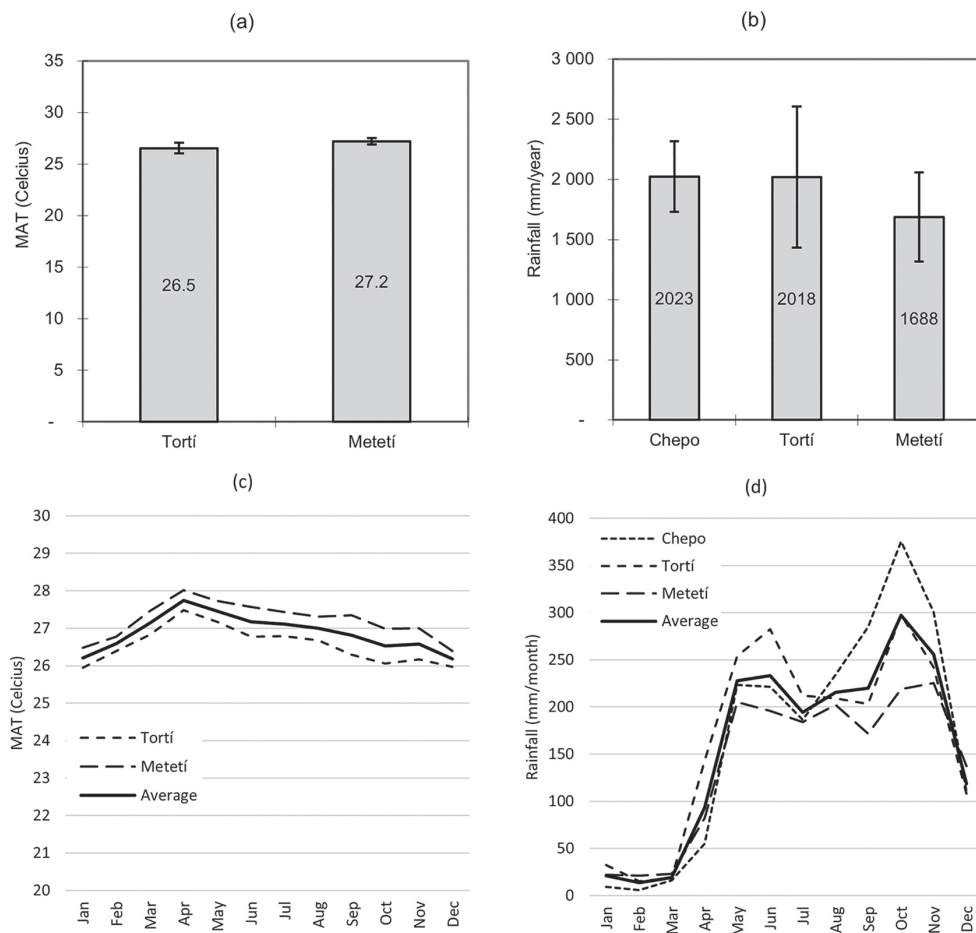 (a)
MAT (Celcius)
35
30
25
20
15
10
5
-
26.5
27.2
Tortí
Metetí
(b)
Rainfall (mm/year)
3 000
2 500
2 000
1 500
1 000
500
-
2023
2018
1688
Chepo
Tortí
Metetí
(c)
MAT (Celcius)
30
29
28
27
26
25
24
23
22
21
20
Tortí
Metetí
Average
Jan
Feb
Mar
Apr
May
Jun
Jul
Aug
Sep
Oct
Nov
Dec
(d)
Rainfall (mm/month)
400
350
300
250
200
150
100
50
0
Chepo
Tortí
Metetí
Average
Jan
Feb
Mar
Apr
May
Jun
Jul
Aug
Sep
Oct
Nov
Dec